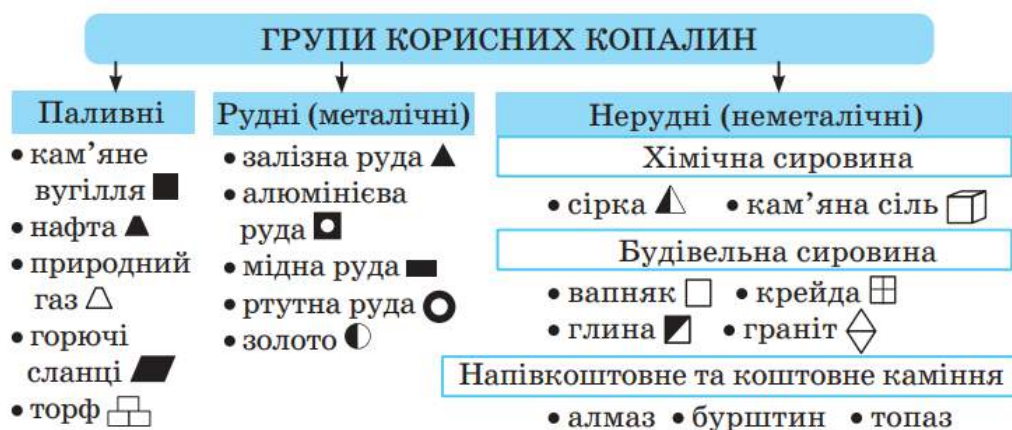 ГРУПИ КОРИСНИХ КОПАЛИН
Паливні
• кам’яне
вугілля
• нафта
• природний
газ
• горючі
сланці
• торф
Рудні (металічні)
• залізна руда
• алюмінієва
руда
• мідна руда
• ртутна руда
• золото
Нерудні (неметалічні)
Хімічна сировина
• сірка • кам’яна сіль
Будівельна сировина
• вапняк • крейда
• глина • граніт
Напівкоштовне та коштовне каміння
• алмаз • бурштин • топаз